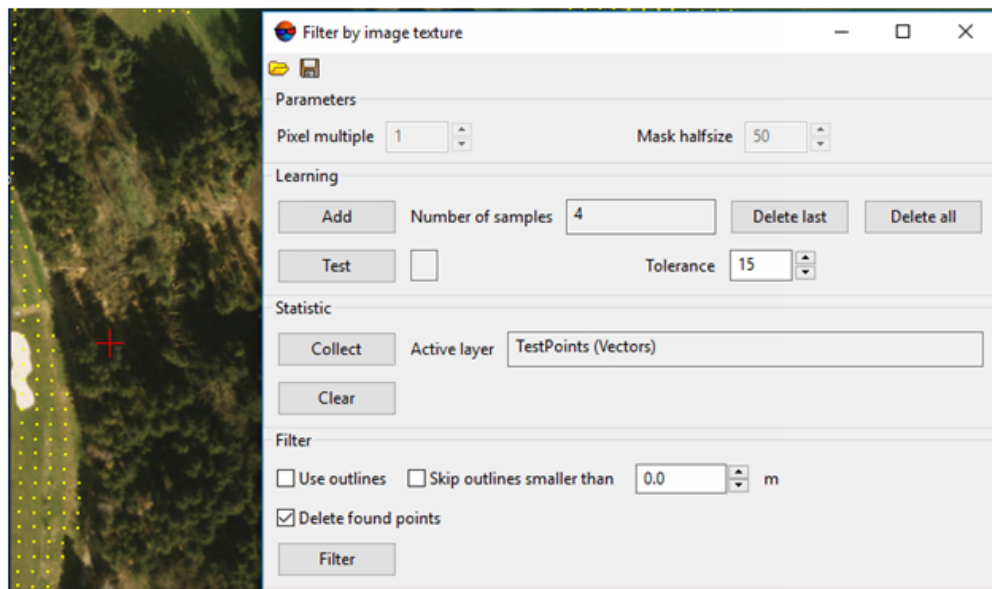 Filter by image texture
Parameters
Pixel multiple 1 Mask halfsize 50
Learning
Add Number of samples 4 Delete last Delete all
Test Tolerance 15
Statistic
Collect Active layer TestPoints (Vectors)
Clear
Filter
Use outlines Skip outlines smaller than 0.0 m
Delete found points
Filter